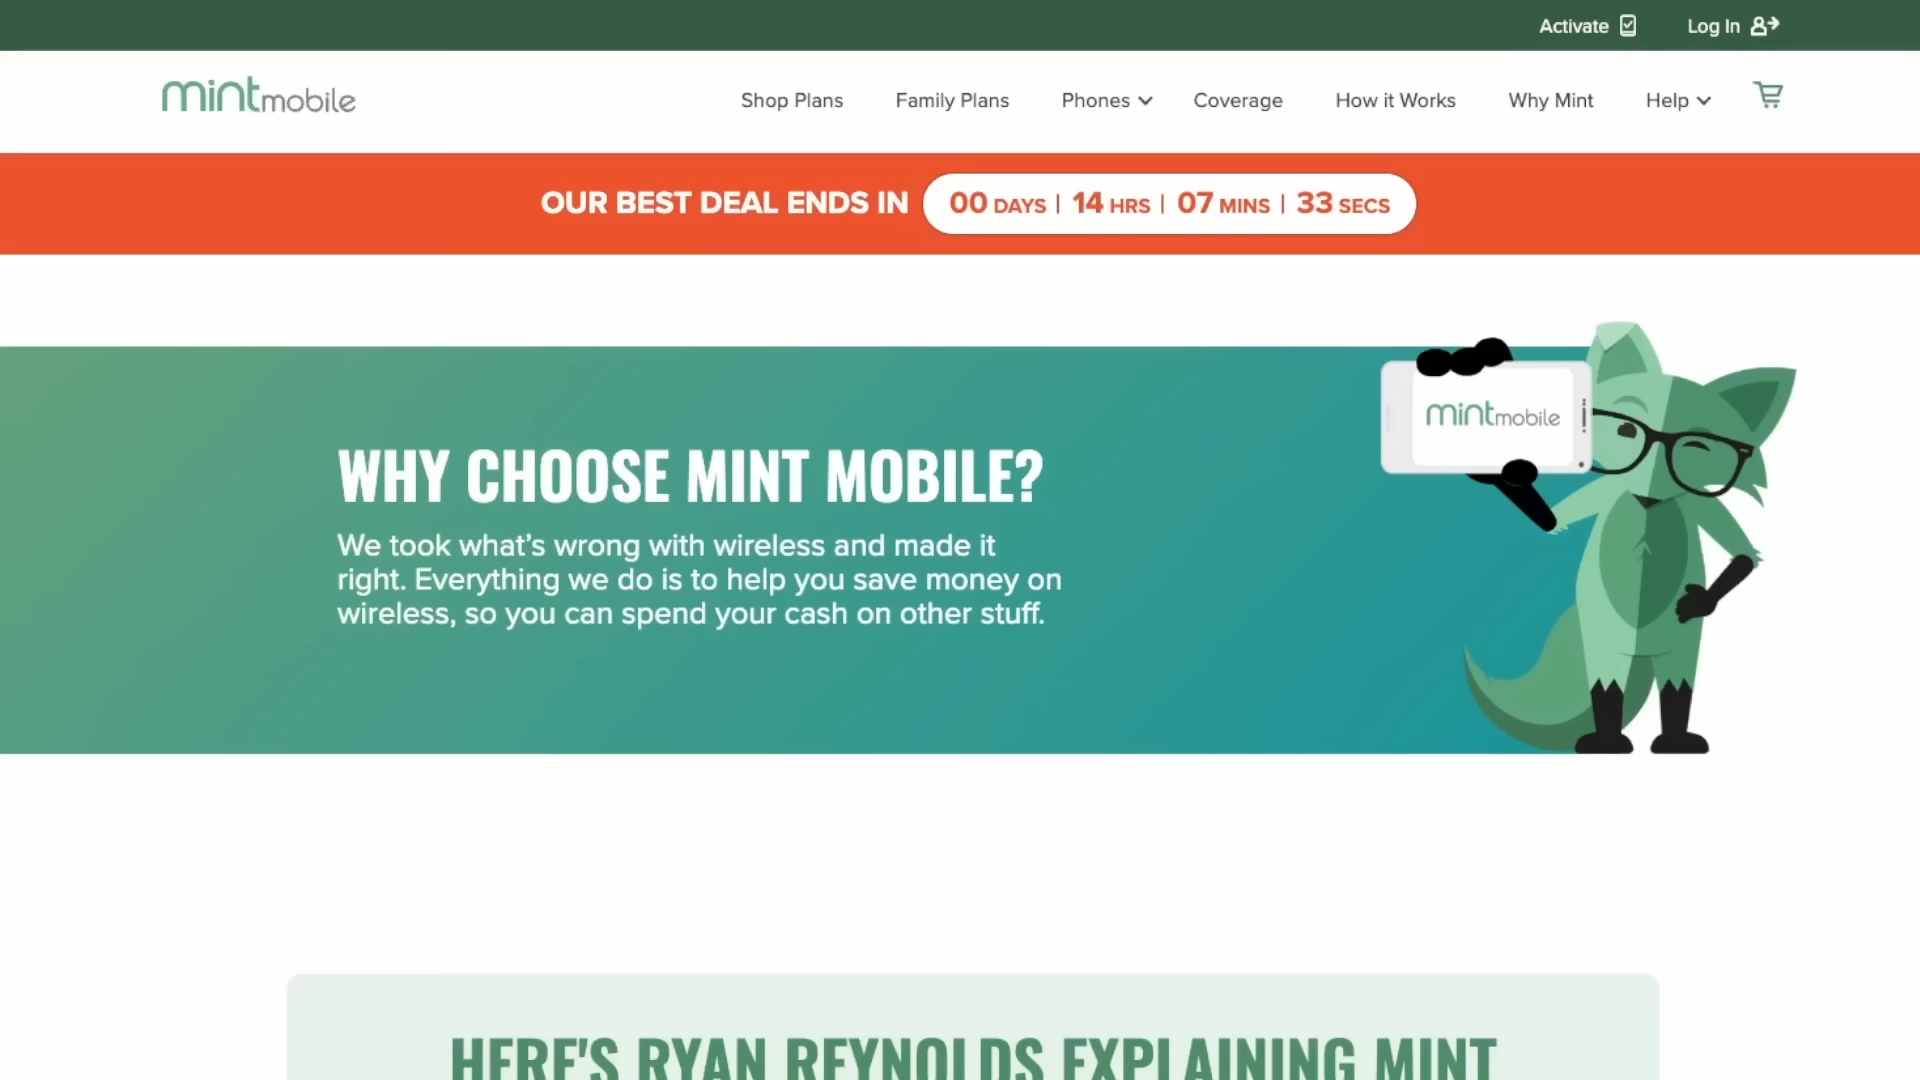 Activate
Log In
mintmobile
Shop Plans
Family Plans
Phones
Coverage
How it Works
Why Mint
Help
OUR BEST DEAL ENDS IN
00 DAYS | 14 HRS | 07 MINS | 33 SECS
mintmobile
WHY CHOOSE MINT MOBILE?
We took what’s wrong with wireless and made it
right. Everything we do is to help you save money on
wireless, so you can spend your cash on other stuff.
HERE'S RYAN REYNOLDS EXPLAINING MINT